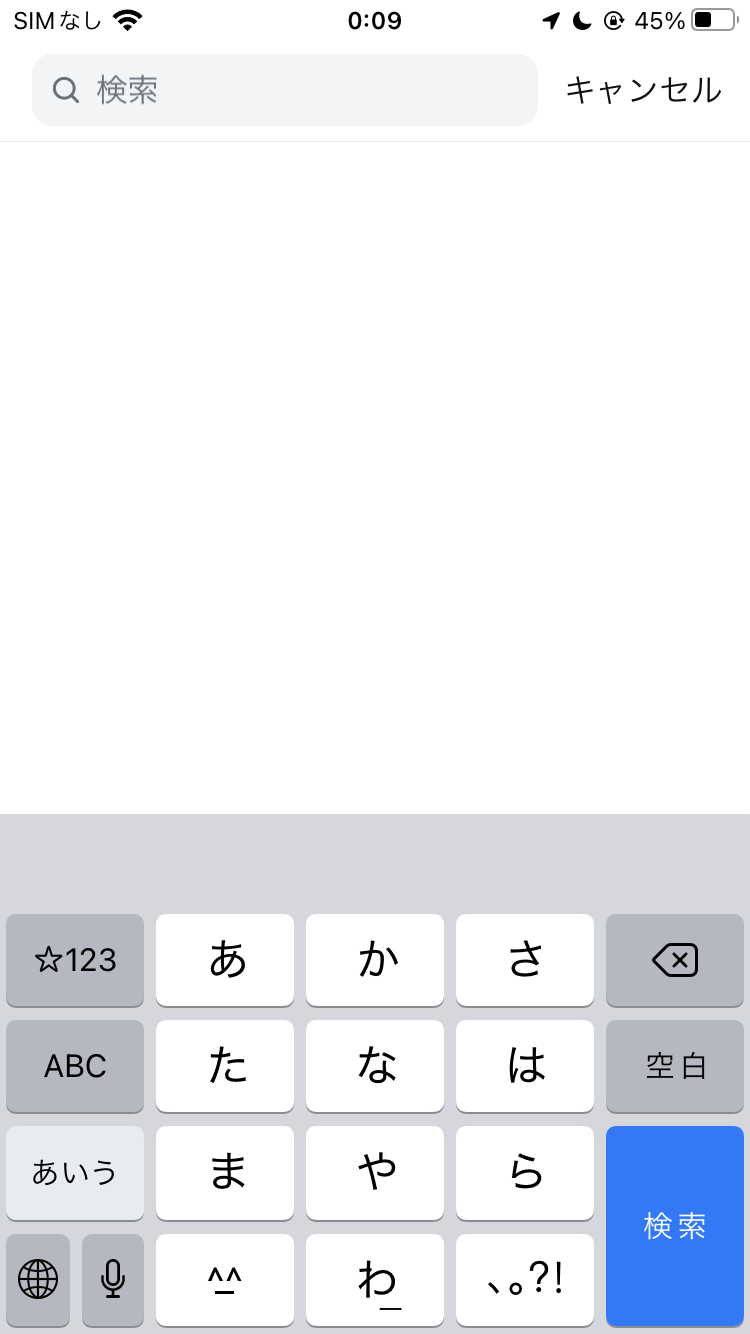 SIMなし 0:09 45%
検索 キャンセル
☆123 あ か さ
ABC た な は 空白
あいう ま や ら 検索
^^ わ 、。?!